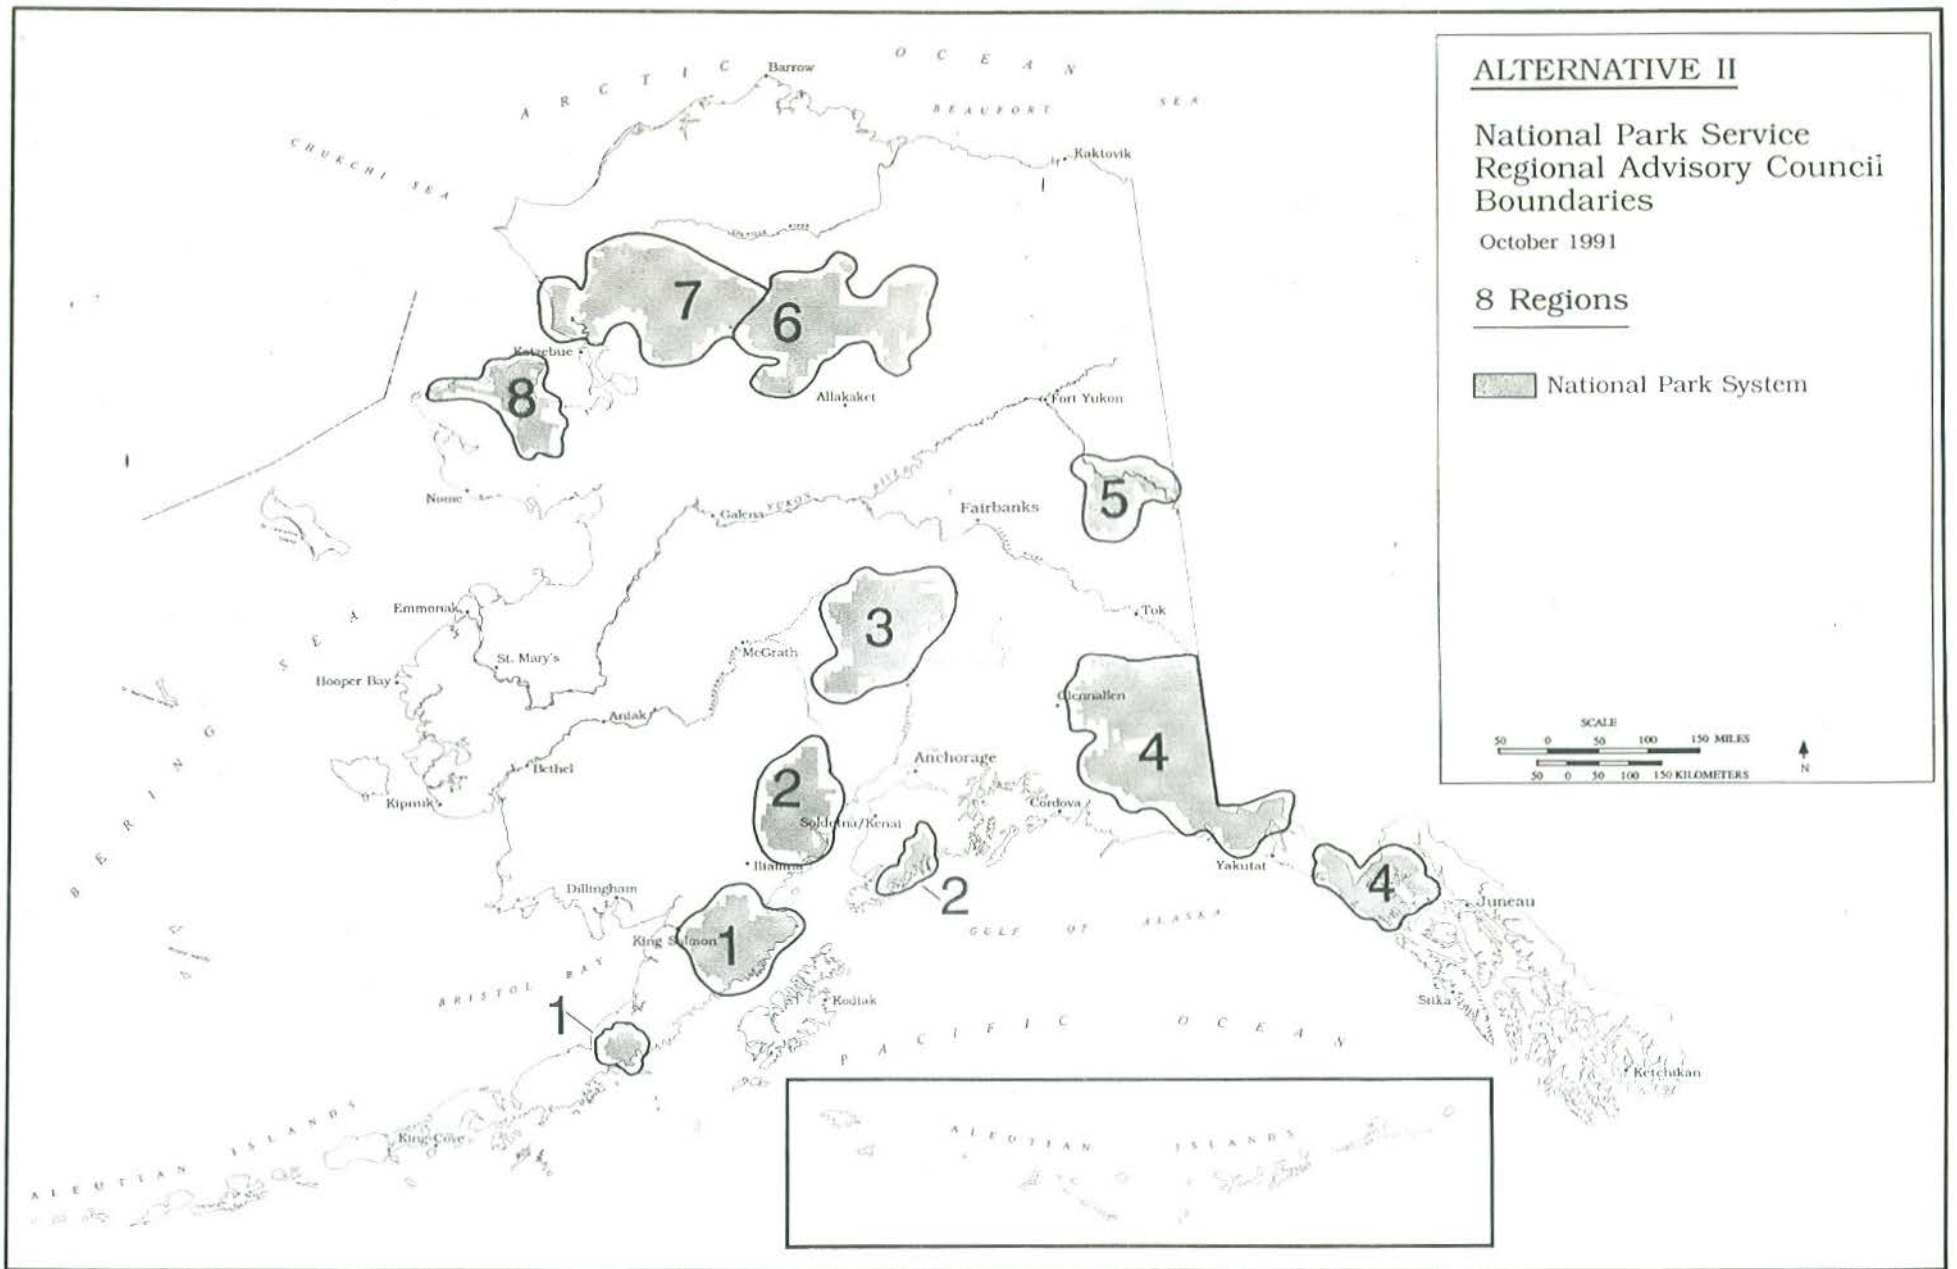 ARCTIC OCEAN
Barrow
BEAUFORT SEA
CHUKCHI SEA
Kaktovik
7
6
Kotzebue
8
Allakaket
Fort Yukon
Nome
5
Galena
YUKON RIVER
Fairbanks
Emmonak
3
Tok
St. Mary's
McGrath
Hooper Bay
Glennallen
Aniak
4
Bethel
Anchorage
2
Kipnuk
Cordova
Soldotna/Kenai
Iliamna
Yakutat
BERING SEA
4
Dillingham
2
Juneau
GULF OF ALASKA
King Salmon
1
BRISTOL BAY
Kodiak
Sitka
1
PACIFIC OCEAN
Ketchikan
ALEUTIAN ISLANDS
King Cove
ALEUTIAN ISLANDS
ALTERNATIVE II
National Park Service
Regional Advisory Council
Boundaries
October 1991
8 Regions
National Park System
SCALE
50 0 50 100 150 MILES
50 0 50 100 150 KILOMETERS
N